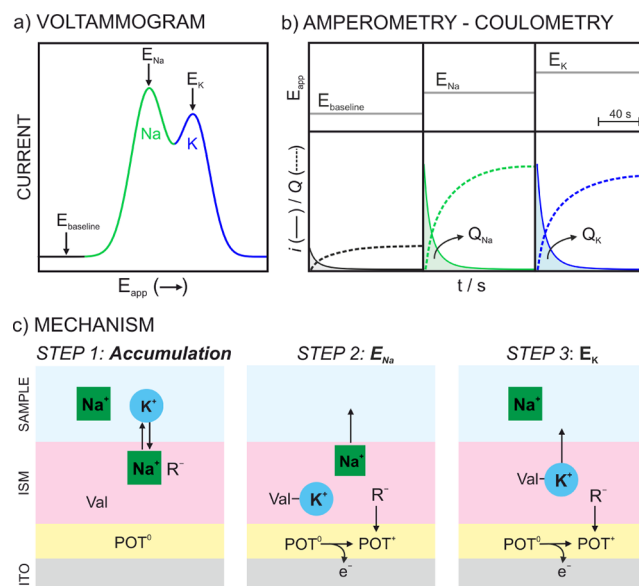 a) VOLTAMMOGRAM
E_Na
E_K
Na
K
E_baseline
CURRENT
E_app (→)
b) AMPEROMETRY - COULOMETRY
E_app
E_baseline
E_Na
E_K
40 s
i (—) / Q (·····)
Q_Na
Q_K
t / s
c) MECHANISM
STEP 1: Accumulation
STEP 2: E_Na
STEP 3: E_K
SAMPLE
ISM
ITO
Na⁺
K⁺
Na⁺
R⁻
Val
POT⁰
Na⁺
Val
K⁺
R⁻
POT⁰
POT⁺
e⁻
Na⁺
Val
K⁺
R⁻
POT⁰
POT⁺
e⁻